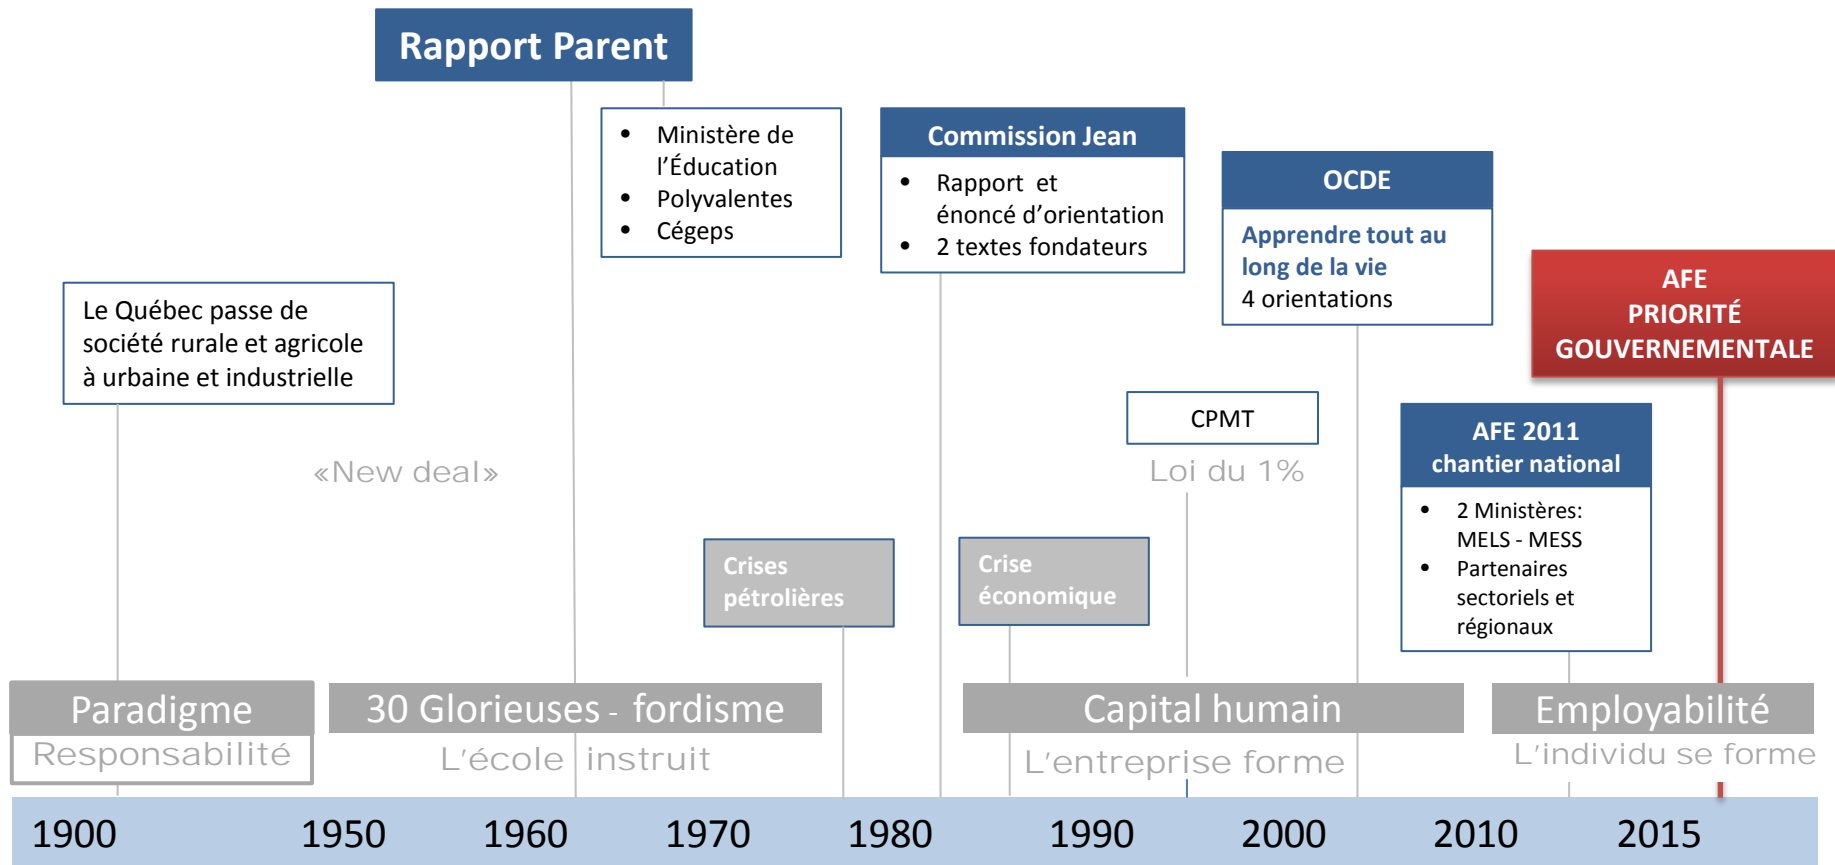 Rapport Parent
• Ministère de
l'Éducation
• Polyvalentes
• Cégeps
Commission Jean
• Rapport et
énoncé d'orientation
• 2 textes fondateurs
OCDE
Apprendre tout au
long de la vie
4 orientations
AFE
PRIORITÉ
GOUVERNEMENTALE
Le Québec passe de
société rurale et agricole
à urbaine et industrielle
«New deal»
CPMT
Loi du 1%
AFE 2011
chantier national
• 2 Ministères:
MELS - MESS
• Partenaires
sectoriels et
régionaux
Crises
pétrolières
Crise
économique
Paradigme
Responsabilité
30 Glorieuses - fordisme
L'école instruit
Capital humain
L'entreprise forme
Employabilité
L'individu se forme
1900 1950 1960 1970 1980 1990 2000 2010 2015